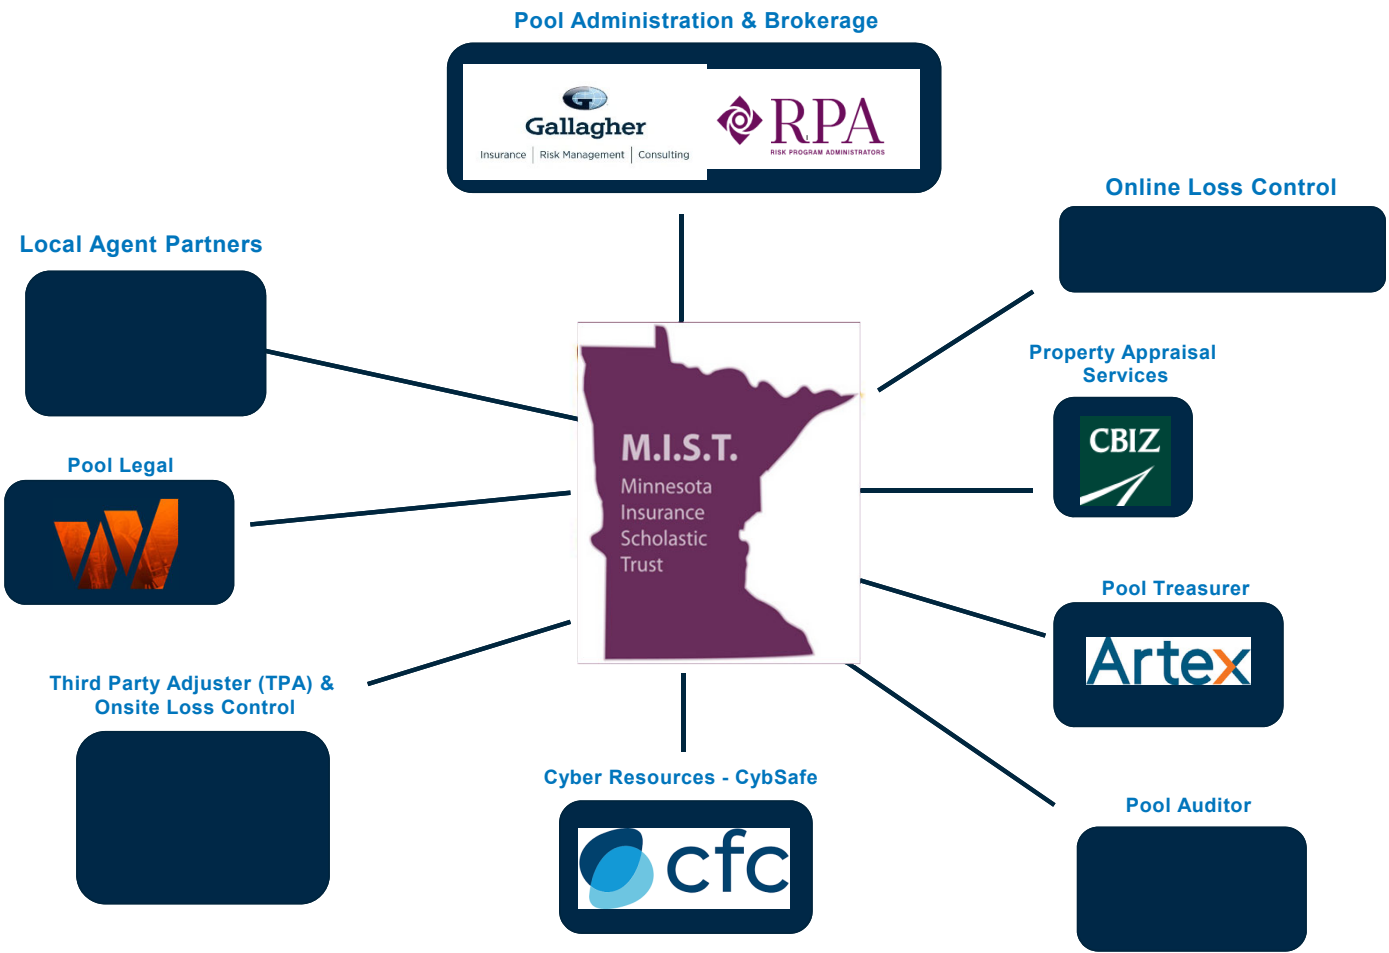 Pool Administration & Brokerage
Gallagher
Insurance | Risk Management | Consulting
RPA
RISK PROGRAM ADMINISTRATORS
Online Loss Control
Local Agent Partners
Property Appraisal
Services
CBIZ
M.I.S.T.
Minnesota
Insurance
Scholastic
Trust
Pool Legal
W
Pool Treasurer
Artex
Third Party Adjuster (TPA) &
Onsite Loss Control
Cyber Resources - CybSafe
cfc
Pool Auditor